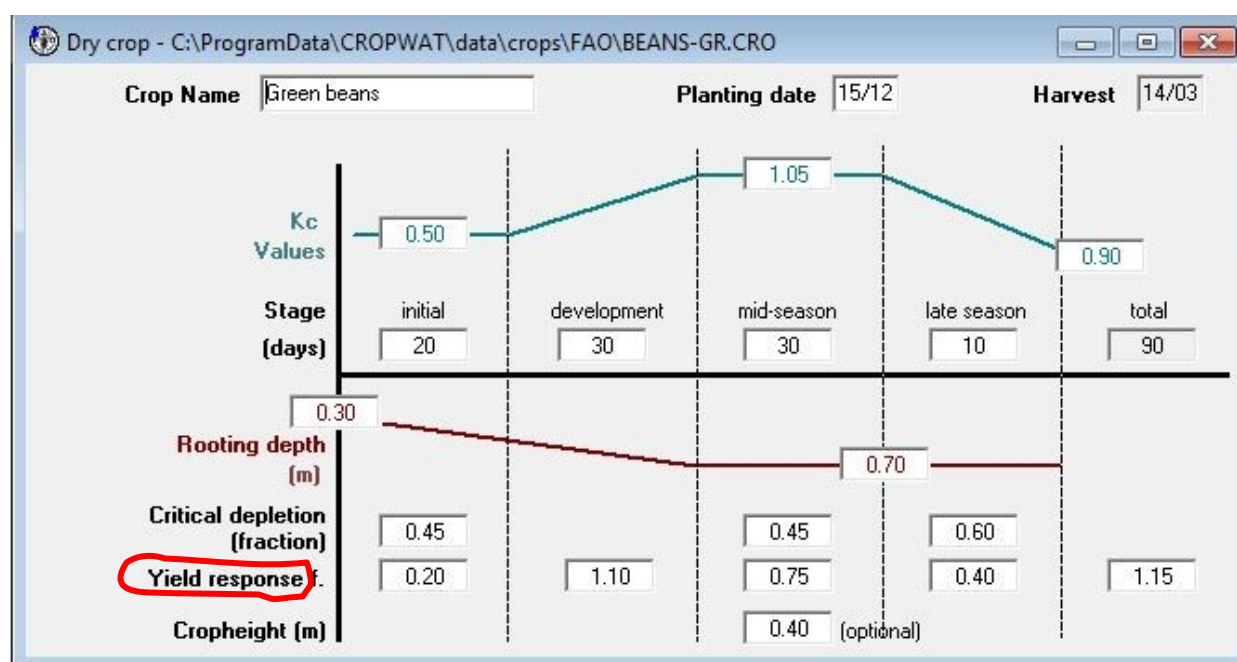 Dry crop - C:\ProgramData\CROPWAT\data\crops\FAO\BEANS-GR.CRO
Crop Name Green beans Planting date 15/12 Harvest 14/03
1.05
Kc 0.50
Values 0.90
Stage initial development mid-season late season total
(days) 20 30 30 10 90
0.30
Rooting depth 0.70
(m)
Critical depletion
(fraction) 0.45 0.45 0.60
Yield response f. 0.20 1.10 0.75 0.40 1.15
Cropheight (m) 0.40 (optional)